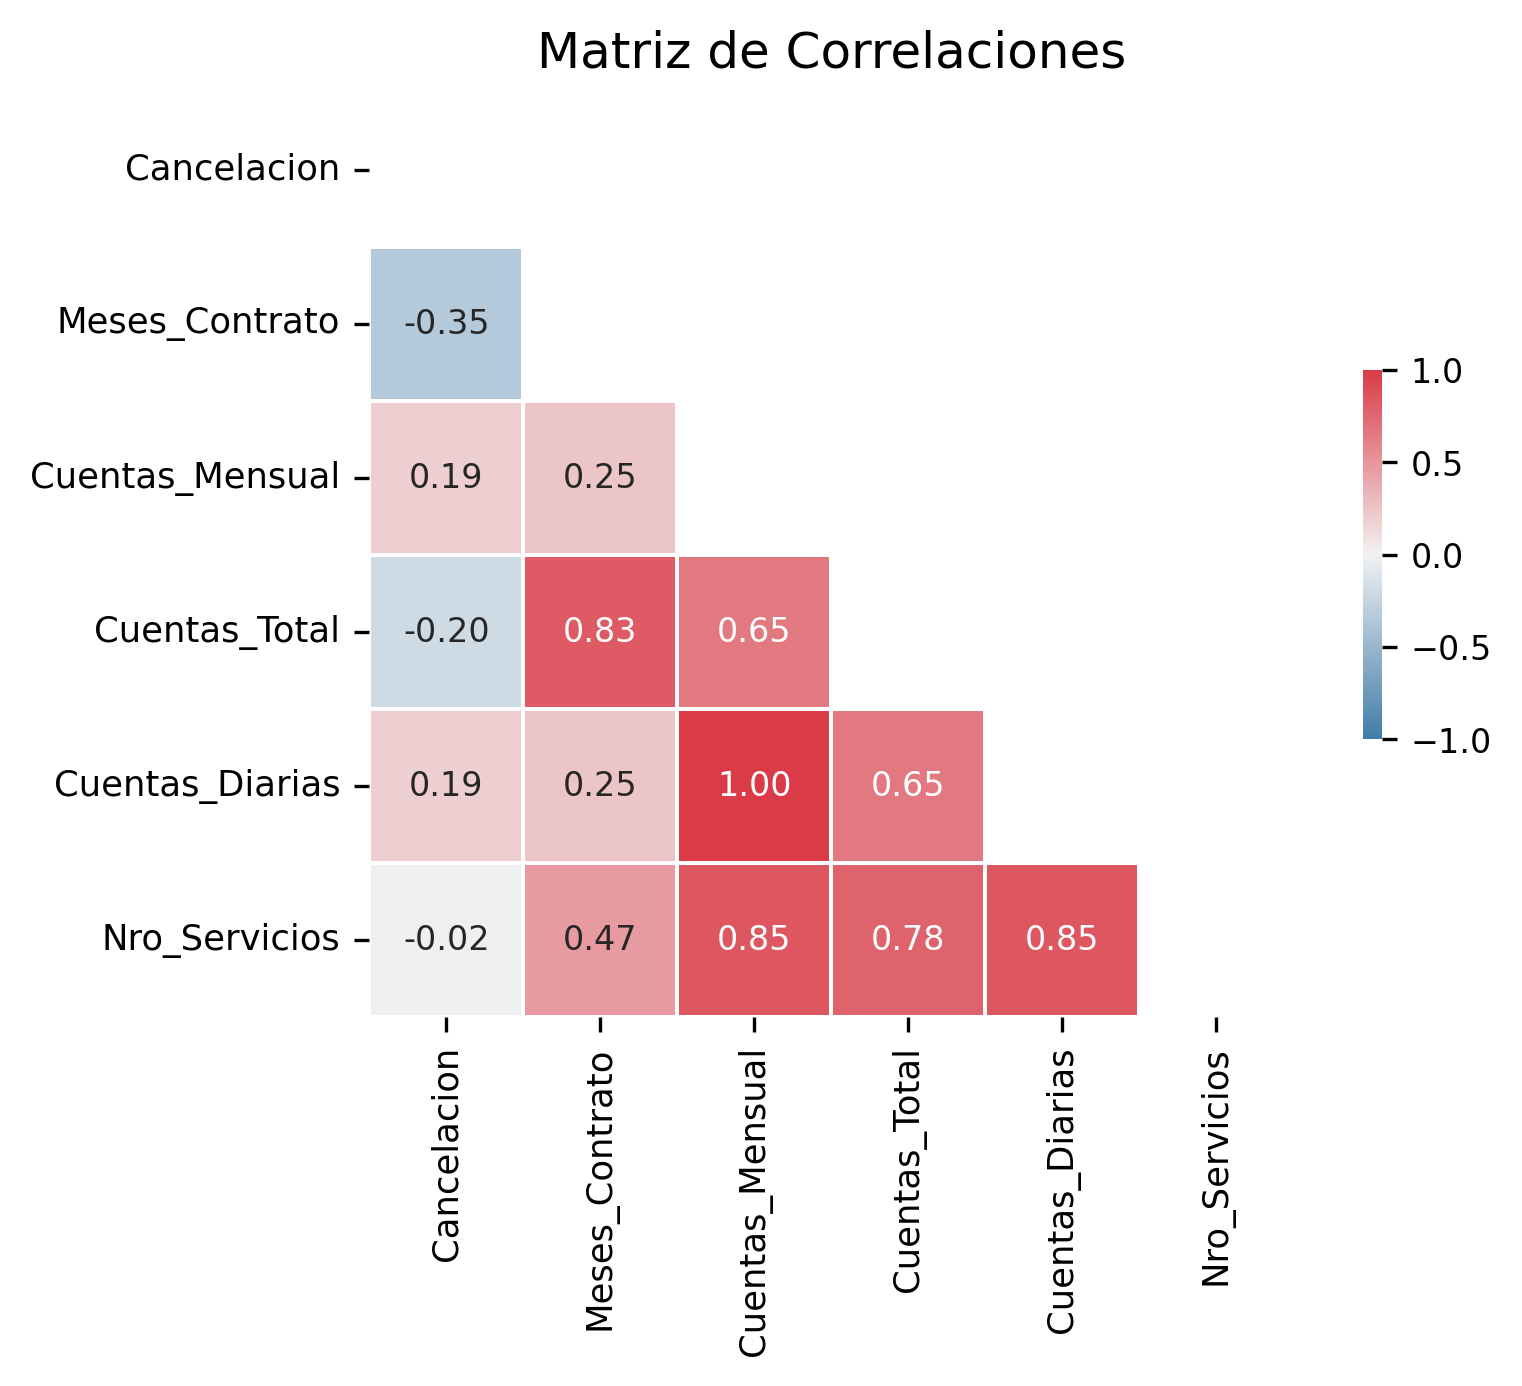 Matriz de Correlaciones
Cancelacion
Meses_Contrato -0.35
Cuentas_Mensual 0.19 0.25
Cuentas_Total -0.20 0.83 0.65
Cuentas_Diarias 0.19 0.25 1.00 0.65
Nro_Servicios -0.02 0.47 0.85 0.78 0.85
Cancelacion
Meses_Contrato
Cuentas_Mensual
Cuentas_Total
Cuentas_Diarias
Nro_Servicios
1.0
0.5
0.0
−0.5
−1.0